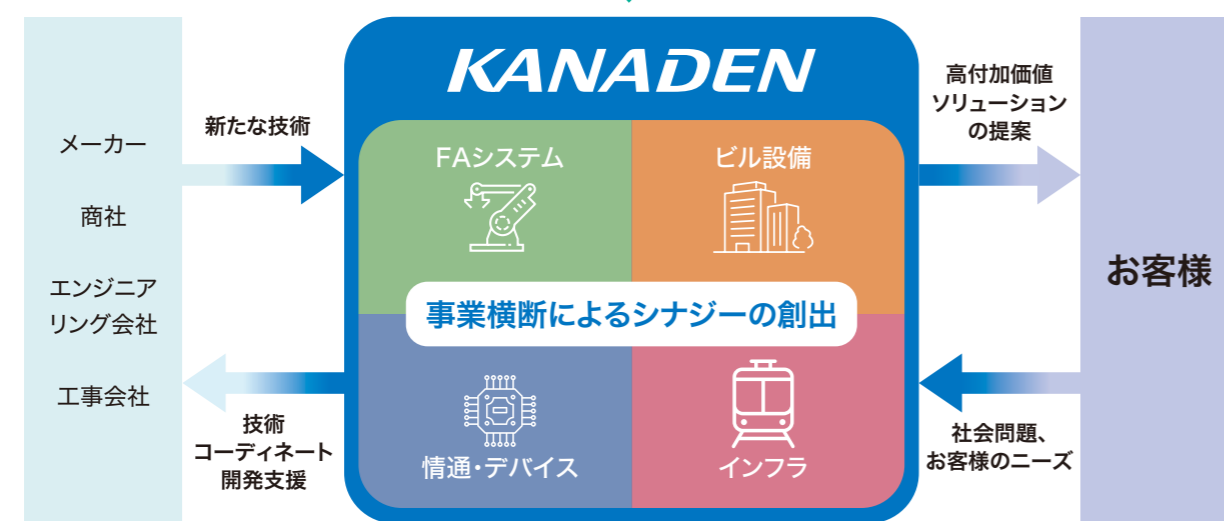 メーカー
商社
エンジニア
リング会社
工事会社
新たな技術
技術
コーディネート
開発支援
KANADEN
FAシステム
ビル設備
事業横断によるシナジーの創出
情通・デバイス
インフラ
高付加価値
ソリューション
の提案
社会問題、
お客様のニーズ
お客様